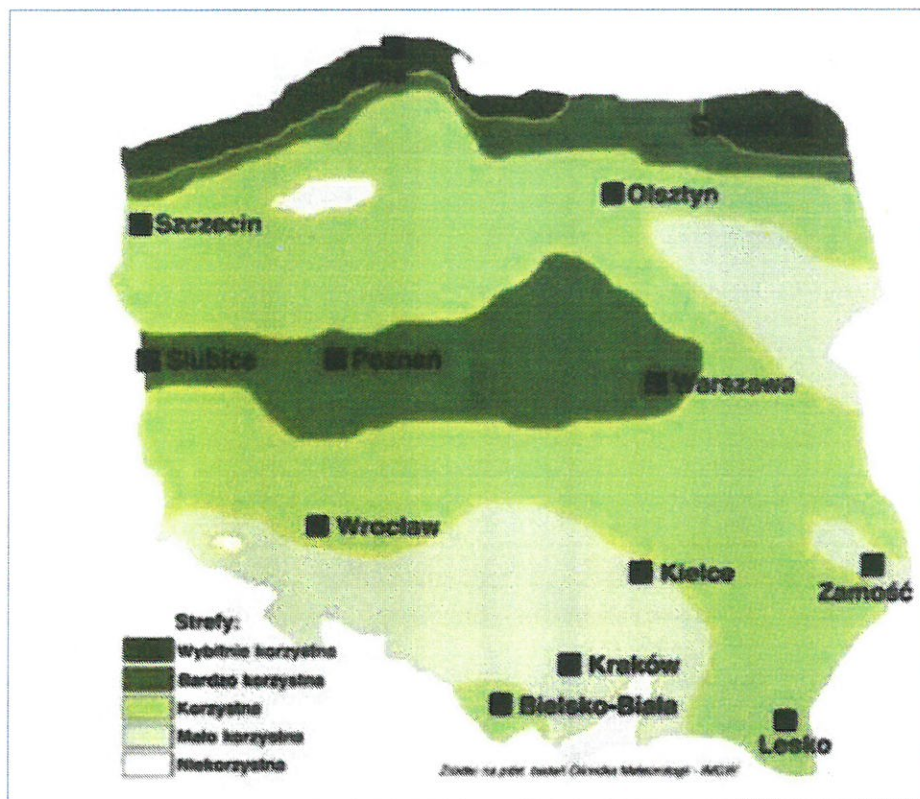 Olsztyn
Szczecin
Słubice
Poznań
Warszawa
Wrocław
Kielce
Zamość
Kraków
Bielsko-Biała
Lesko
Strefy:
Wybitnie korzystna
Bardzo korzystna
Korzystna
Mało korzystna
Niekorzystna